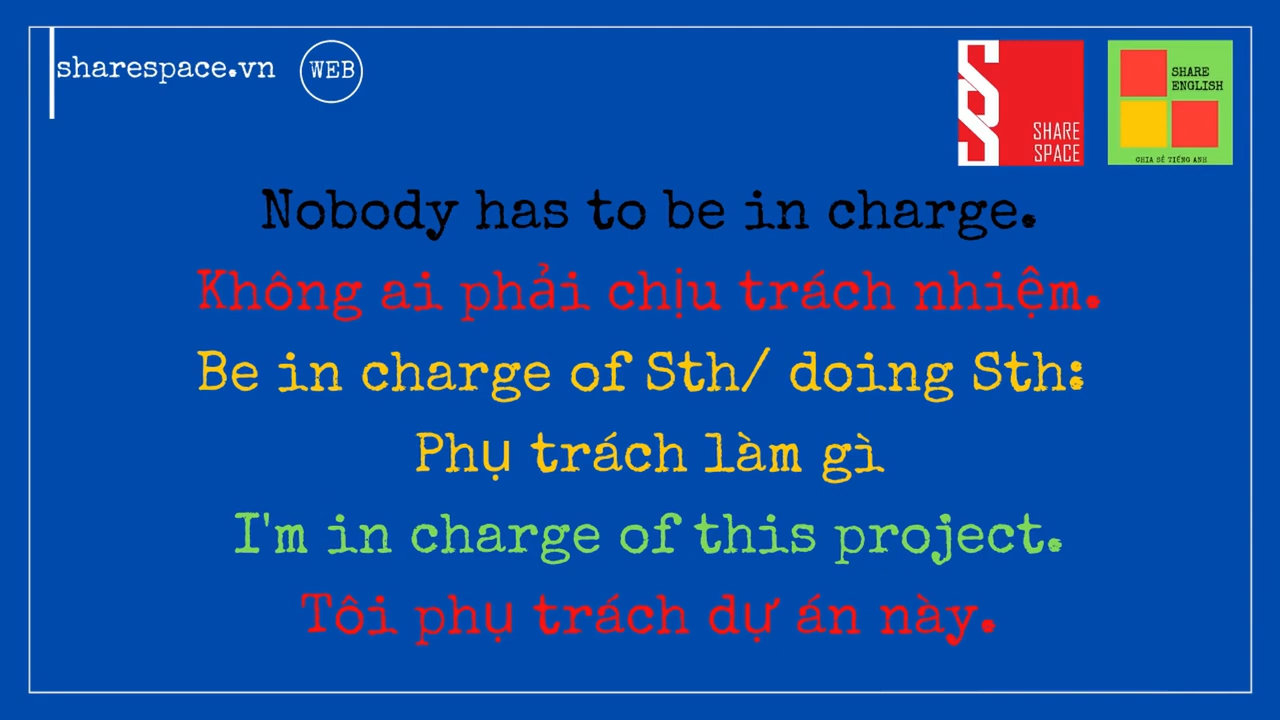 sharespace.vn
WEB
SHARE
SPACE
SHARE
ENGLISH
CHIA SẺ TIẾNG ANH
Nobody has to be in charge.
Không ai phải chịu trách nhiệm.
Be in charge of Sth/ doing Sth:
Phụ trách làm gì
I'm in charge of this project.
Tôi phụ trách dự án này.